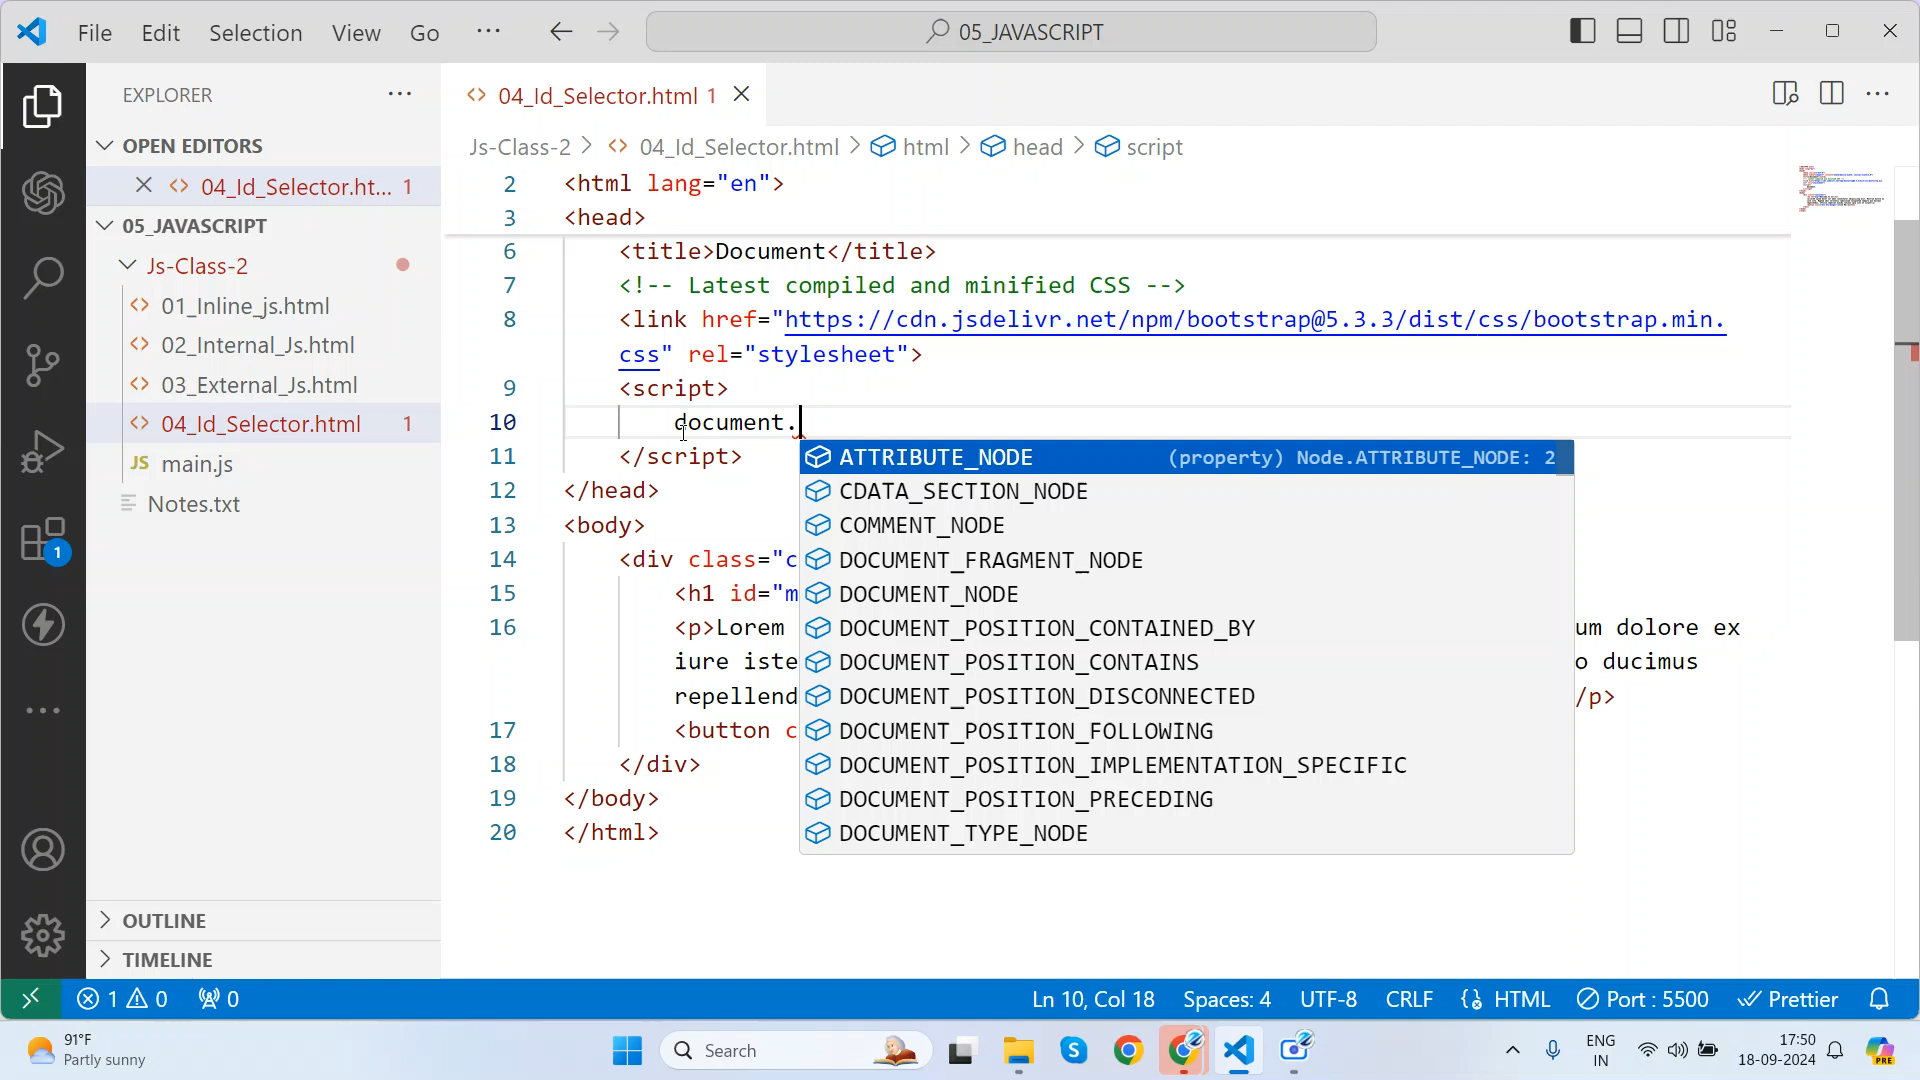 File Edit Selection View Go ··· 05_JAVASCRIPT
EXPLORER ···
OPEN EDITORS
04_Id_Selector.ht... 1
05_JAVASCRIPT
Js-Class-2
01_Inline_js.html
02_Internal_Js.html
03_External_Js.html
04_Id_Selector.html 1
JS main.js
Notes.txt
OUTLINE
TIMELINE
1
04_Id_Selector.html 1
Js-Class-2 > 04_Id_Selector.html > html > head > script
2 <html lang="en">
3 <head>
6 <title>Document</title>
7 <!-- Latest compiled and minified CSS -->
8 <link href="https://cdn.jsdelivr.net/npm/bootstrap@5.3.3/dist/css/bootstrap.min.
css" rel="stylesheet">
9 <script>
10 document.
11 </script>
12 </head>
13 <body>
14 <div class="c
15 <h1 id="m
16 <p>Lorem um dolore ex
iure iste o ducimus
repellend /p>
17 <button c
18 </div>
19 </body>
20 </html>
ATTRIBUTE_NODE (property) Node.ATTRIBUTE_NODE: 2
CDATA_SECTION_NODE
COMMENT_NODE
DOCUMENT_FRAGMENT_NODE
DOCUMENT_NODE
DOCUMENT_POSITION_CONTAINED_BY
DOCUMENT_POSITION_CONTAINS
DOCUMENT_POSITION_DISCONNECTED
DOCUMENT_POSITION_FOLLOWING
DOCUMENT_POSITION_IMPLEMENTATION_SPECIFIC
DOCUMENT_POSITION_PRECEDING
DOCUMENT_TYPE_NODE
1 0 0 Ln 10, Col 18 Spaces: 4 UTF-8 CRLF HTML Port : 5500 Prettier
91°F
Partly sunny
Search
ENG
IN
17:50
18-09-2024
PRE